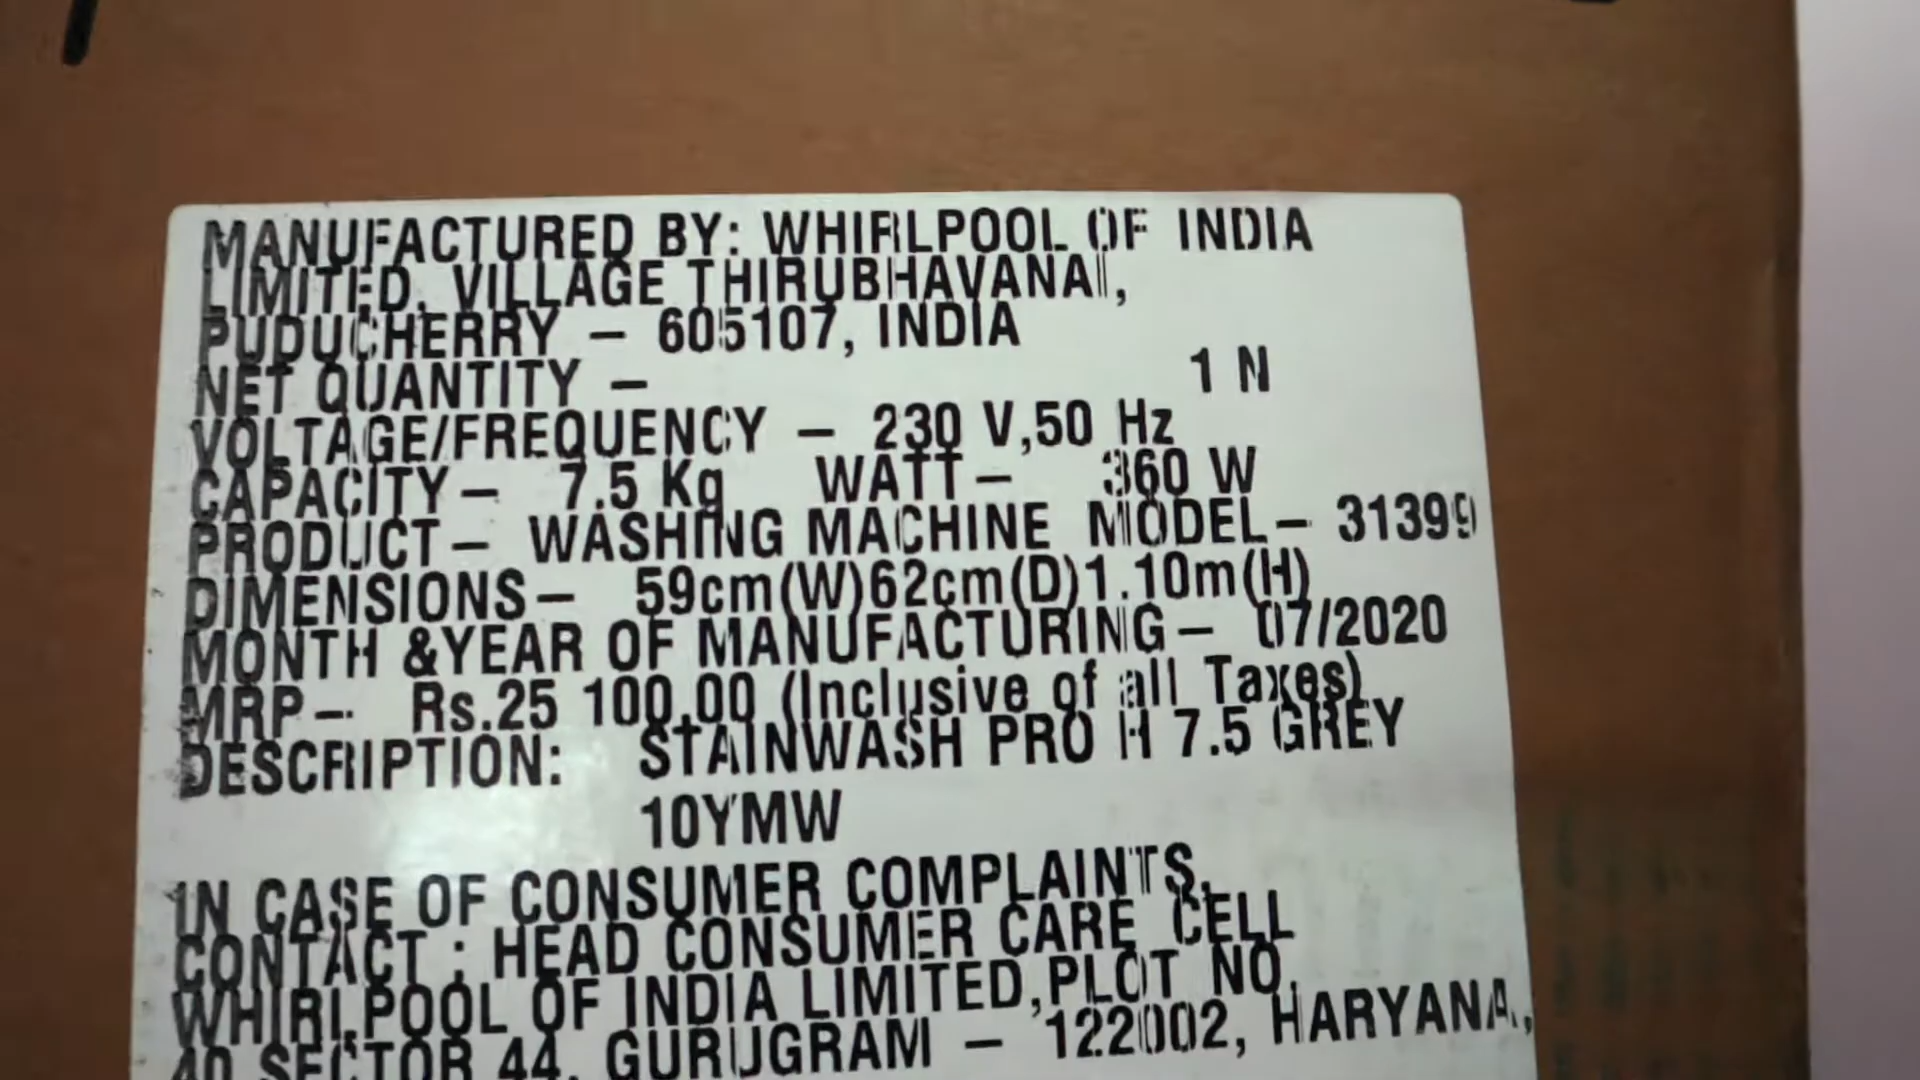 MANUFACTURED BY: WHIRLPOOL OF INDIA
LIMITED, VILLAGE THIRUBHAVANAI,
PUDUCHERRY – 605107, INDIA
NET QUANTITY – 1 N
VOLTAGE/FREQUENCY – 230 V,50 Hz
CAPACITY – 7.5 Kg WATT – 360 W
PRODUCT – WASHING MACHINE MODEL – 31399
DIMENSIONS – 59cm(W)62cm(D)1.10m(H)
MONTH &YEAR OF MANUFACTURING – 07/2020
MRP – Rs.25 100.00 (Inclusive of all Taxes)
DESCRIPTION: STAINWASH PRO H 7.5 GREY
10YMW
IN CASE OF CONSUMER COMPLAINTS,
CONTACT : HEAD CONSUMER CARE CELL
WHIRLPOOL OF INDIA LIMITED,PLOT NO.
40 SECTOR 44, GURUGRAM – 122002, HARYANA,